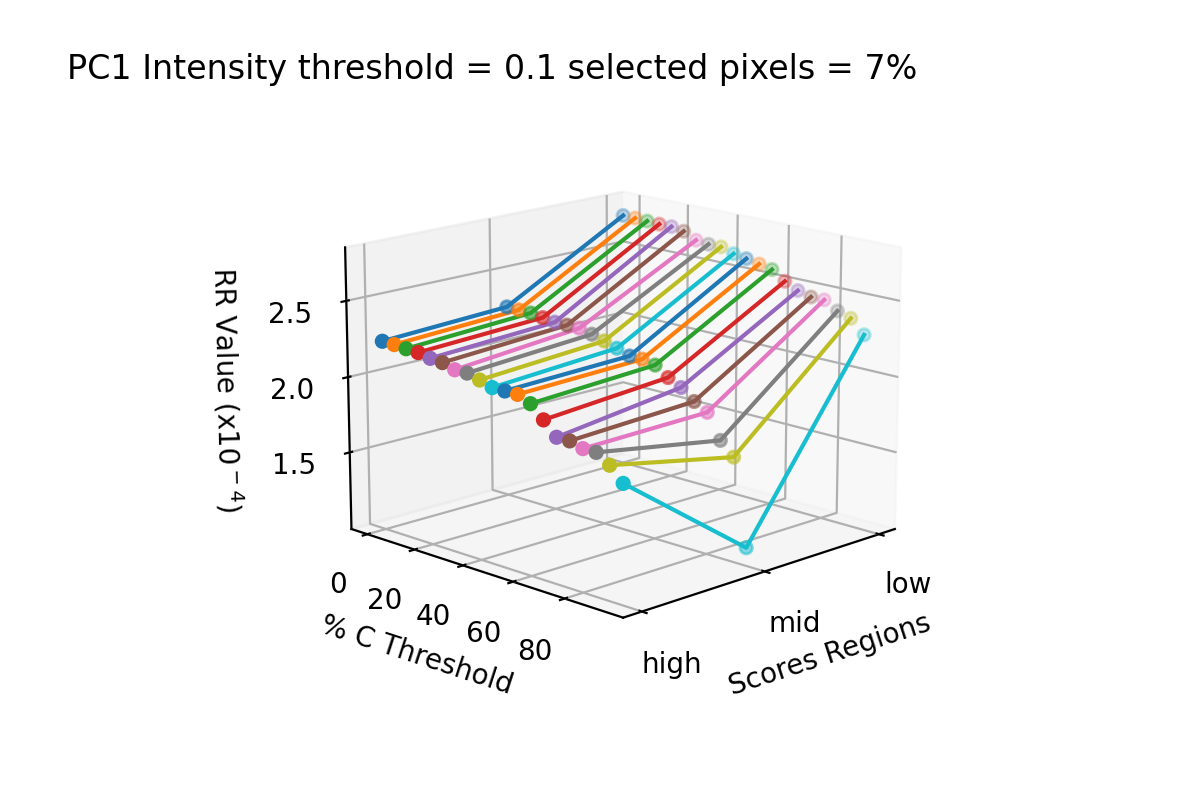 PC1 Intensity threshold = 0.1 selected pixels = 7%
RR Value (x10⁻⁴)
2.5
2.0
1.5
0
20
40
60
80
% C Threshold
high
mid
low
Scores Regions